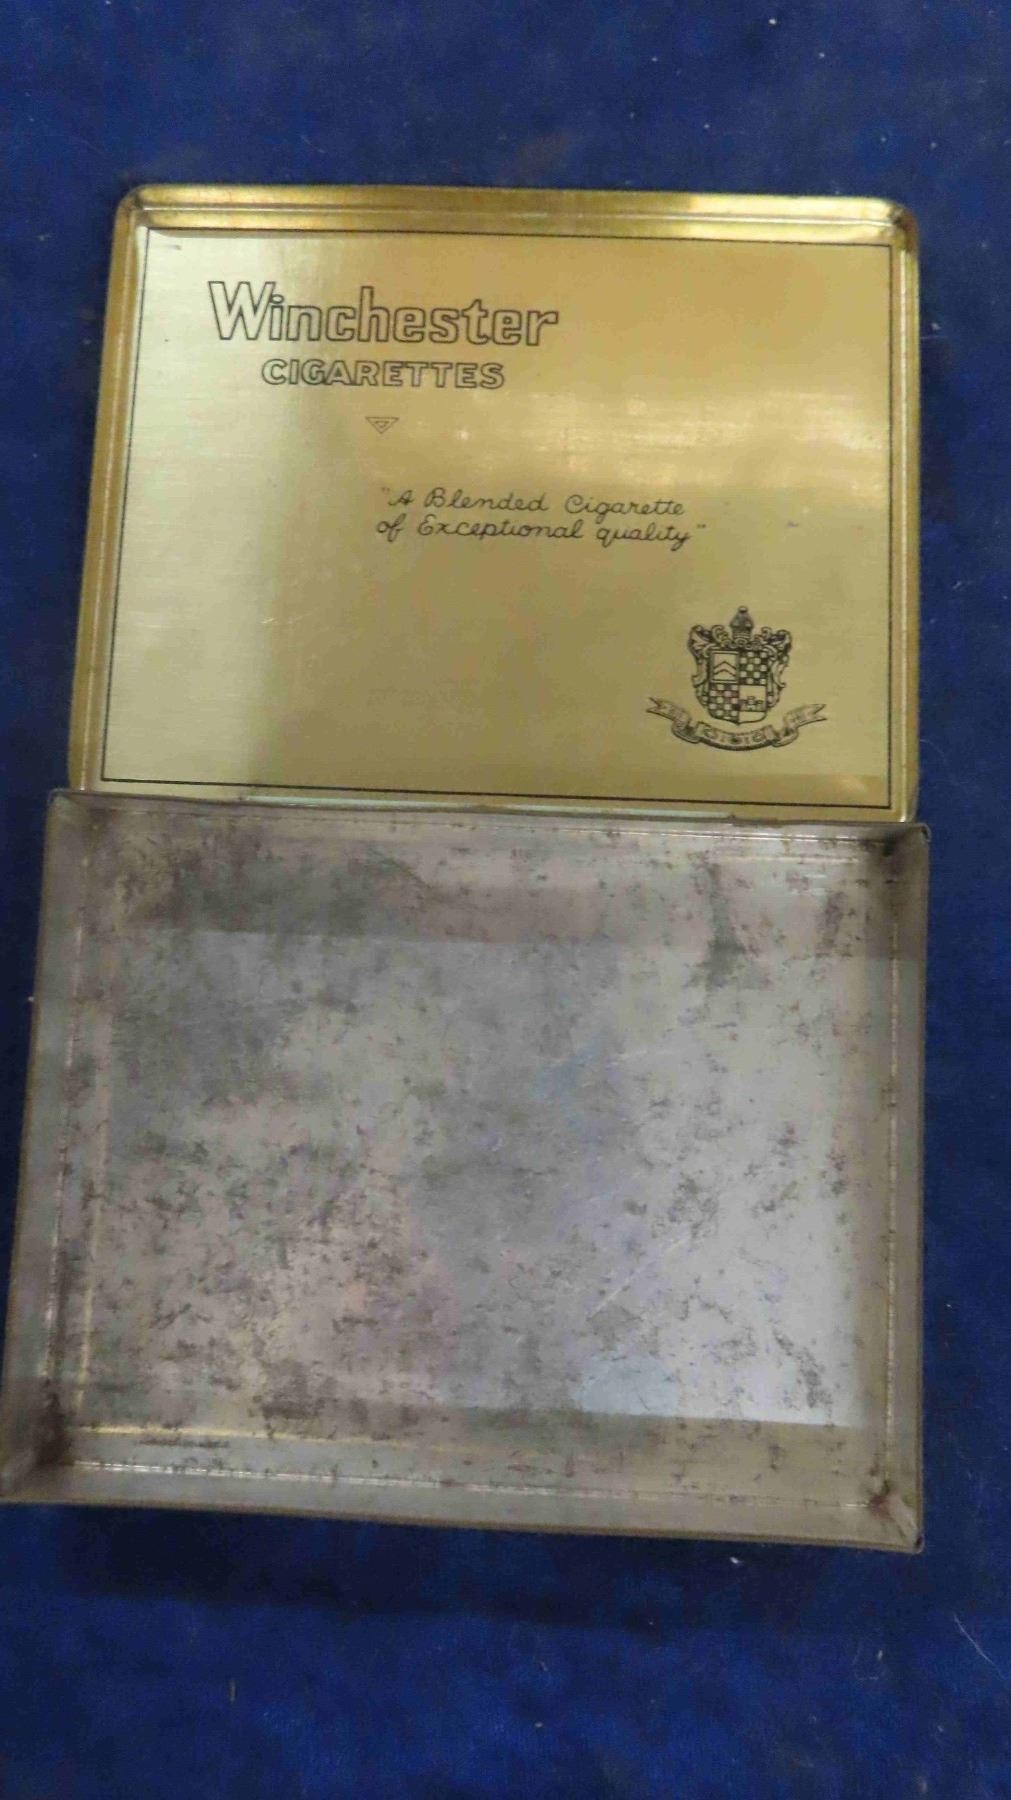 Winchester
CIGARETTES
"A Blended Cigarette
of Exceptional quality"